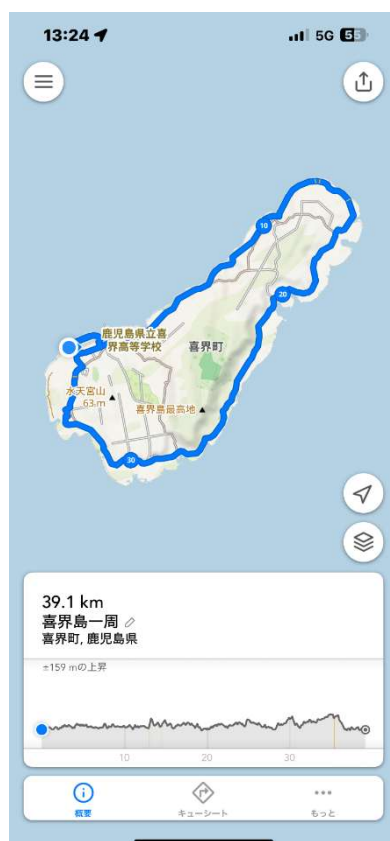 13:24
5G 55
10
鹿児島県立喜
界高等学校
20
喜界町
水天宮山
63 m
喜界島最高地
30
39.1 km
喜界島一周
喜界町, 鹿児島県
±159 mの上昇
10 20 30
概要 キューシート もっと